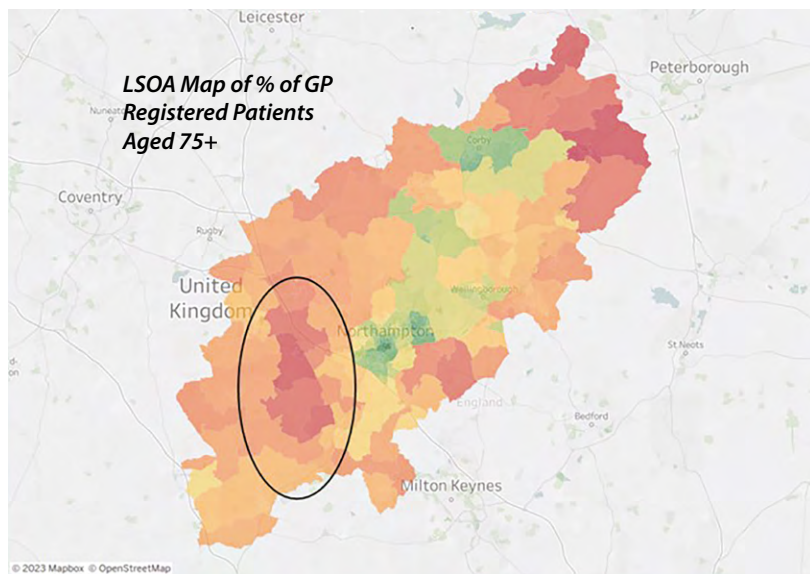 Leicester
LSOA Map of % of GP
Registered Patients
Aged 75+
Peterborough
Corby
Coventry
Rugby
United
Kingdom
Wellingborough
Northampton
St Neots
England
Bedford
Milton Keynes
© 2023 Mapbox © OpenStreetMap